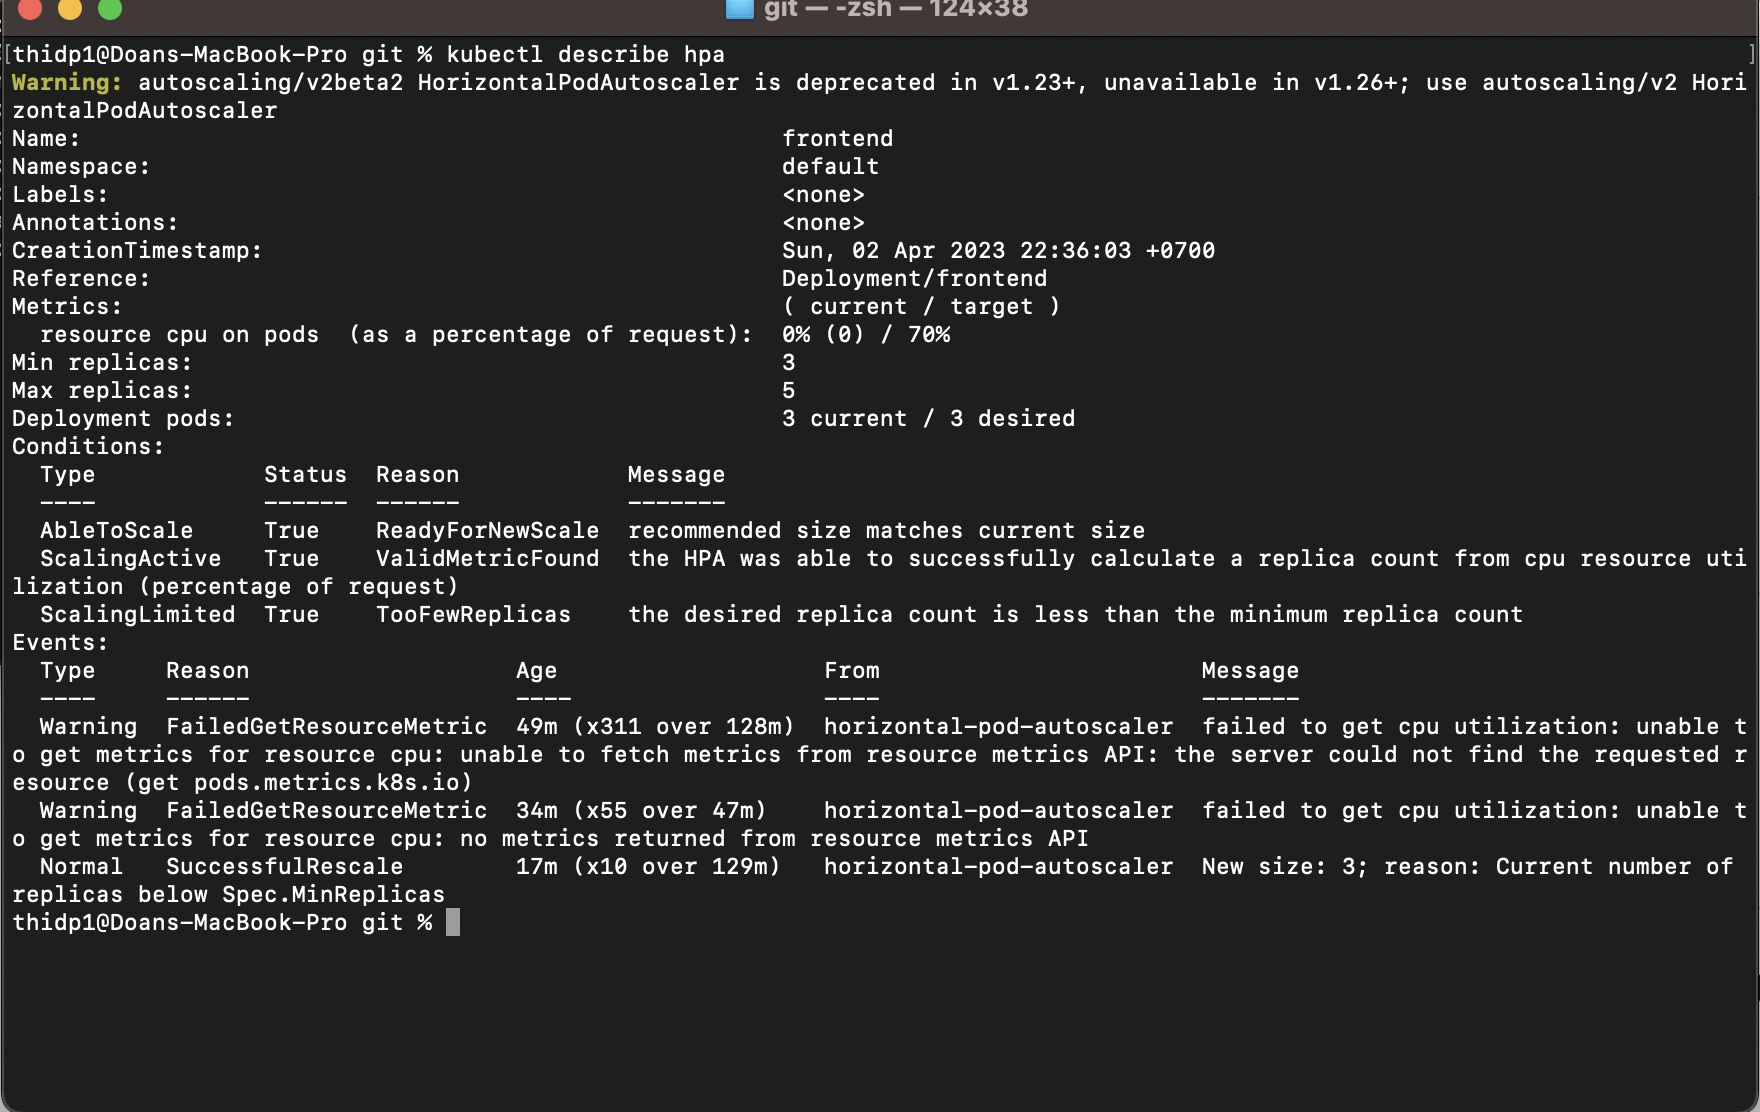 git — -zsh — 124×38
thidp1@Doans-MacBook-Pro git % kubectl describe hpa
Warning: autoscaling/v2beta2 HorizontalPodAutoscaler is deprecated in v1.23+, unavailable in v1.26+; use autoscaling/v2 Hori
zontalPodAutoscaler
Name: frontend
Namespace: default
Labels: <none>
Annotations: <none>
CreationTimestamp: Sun, 02 Apr 2023 22:36:03 +0700
Reference: Deployment/frontend
Metrics: ( current / target )
resource cpu on pods (as a percentage of request): 0% (0) / 70%
Min replicas: 3
Max replicas: 5
Deployment pods: 3 current / 3 desired
Conditions:
Type Status Reason Message
---- ------ ------ -------
AbleToScale True ReadyForNewScale recommended size matches current size
ScalingActive True ValidMetricFound the HPA was able to successfully calculate a replica count from cpu resource uti
lization (percentage of request)
ScalingLimited True TooFewReplicas the desired replica count is less than the minimum replica count
Events:
Type Reason Age From Message
---- ------ ---- ---- -------
Warning FailedGetResourceMetric 49m (x311 over 128m) horizontal-pod-autoscaler failed to get cpu utilization: unable t
o get metrics for resource cpu: unable to fetch metrics from resource metrics API: the server could not find the requested r
esource (get pods.metrics.k8s.io)
Warning FailedGetResourceMetric 34m (x55 over 47m) horizontal-pod-autoscaler failed to get cpu utilization: unable t
o get metrics for resource cpu: no metrics returned from resource metrics API
Normal SuccessfulRescale 17m (x10 over 129m) horizontal-pod-autoscaler New size: 3; reason: Current number of
replicas below Spec.MinReplicas
thidp1@Doans-MacBook-Pro git %